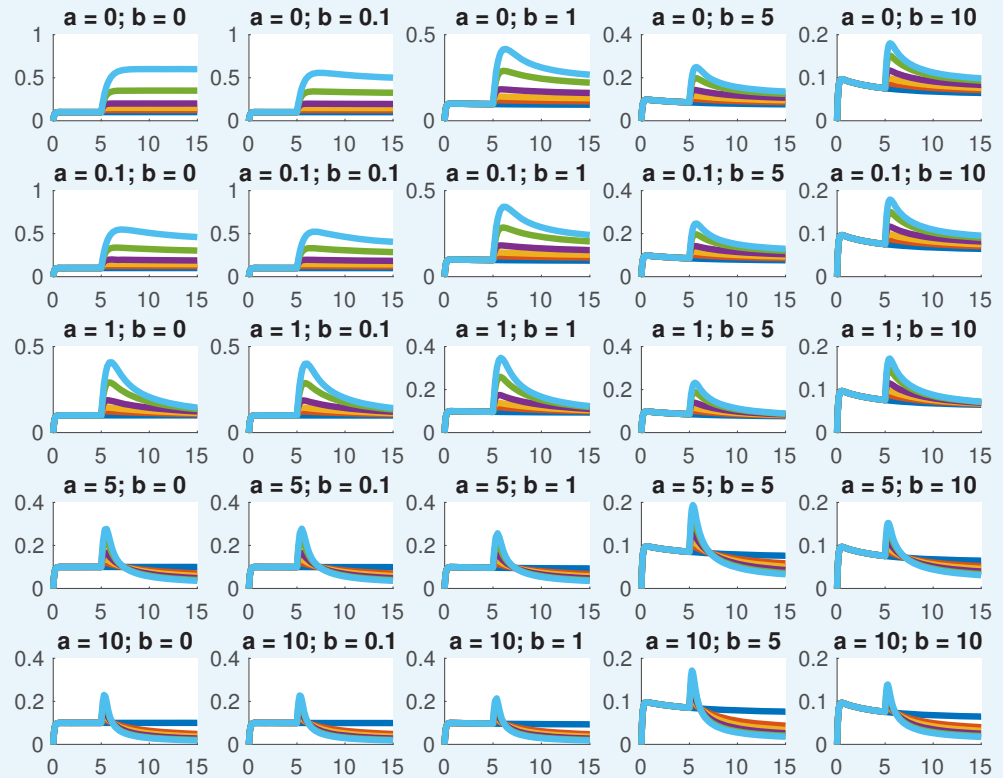 a = 0; b = 0 a = 0; b = 0.1 a = 0; b = 1 a = 0; b = 5 a = 0; b = 10
1 1 0.5 0.4 0.2
0.5 0.5 0.2 0.1
0 0 0 0 0
0 5 10 15 0 5 10 15 0 5 10 15 0 5 10 15 0 5 10 15
a = 0.1; b = 0 a = 0.1; b = 0.1 a = 0.1; b = 1 a = 0.1; b = 5 a = 0.1; b = 10
1 1 0.5 0.4 0.2
0.5 0.5 0.2 0.1
0 0 0 0 0
0 5 10 15 0 5 10 15 0 5 10 15 0 5 10 15 0 5 10 15
a = 1; b = 0 a = 1; b = 0.1 a = 1; b = 1 a = 1; b = 5 a = 1; b = 10
0.5 0.5 0.4 0.4 0.2
0.2 0.2 0.1
0 0 0 0 0
0 5 10 15 0 5 10 15 0 5 10 15 0 5 10 15 0 5 10 15
a = 5; b = 0 a = 5; b = 0.1 a = 5; b = 1 a = 5; b = 5 a = 5; b = 10
0.4 0.4 0.4 0.2 0.2
0.2 0.2 0.2 0.1 0.1
0 0 0 0 0
0 5 10 15 0 5 10 15 0 5 10 15 0 5 10 15 0 5 10 15
a = 10; b = 0 a = 10; b = 0.1 a = 10; b = 1 a = 10; b = 5 a = 10; b = 10
0.4 0.4 0.4 0.2 0.2
0.2 0.2 0.2 0.1 0.1
0 0 0 0 0
0 5 10 15 0 5 10 15 0 5 10 15 0 5 10 15 0 5 10 15